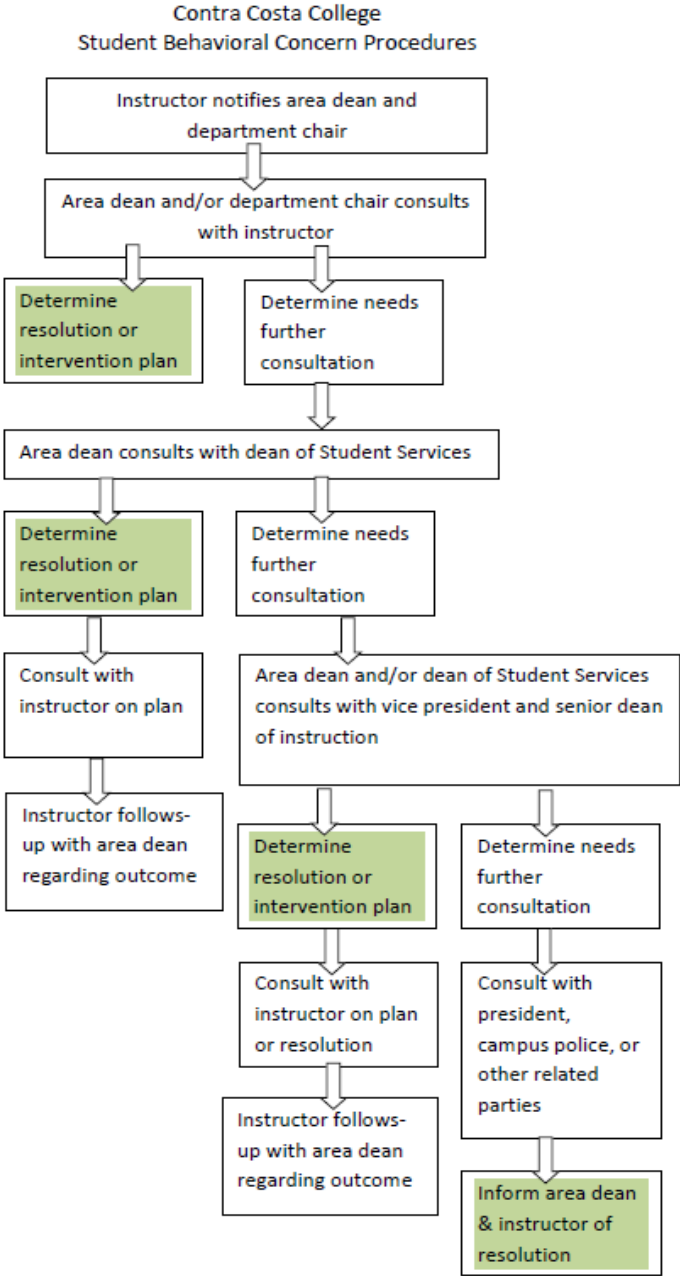 Contra Costa College
Student Behavioral Concern Procedures
Instructor notifies area dean and
department chair
Area dean and/or department chair consults
with instructor
Determine
resolution or
intervention plan
Determine needs
further
consultation
Area dean consults with dean of Student Services
Determine
resolution or
intervention plan
Determine needs
further
consultation
Consult with
instructor on plan
Area dean and/or dean of Student Services
consults with vice president and senior dean
of instruction
Instructor follows-
up with area dean
regarding outcome
Determine
resolution or
intervention plan
Determine needs
further
consultation
Consult with
instructor on plan
or resolution
Consult with
president,
campus police, or
other related
parties
Instructor follows-
up with area dean
regarding outcome
Inform area dean
& instructor of
resolution